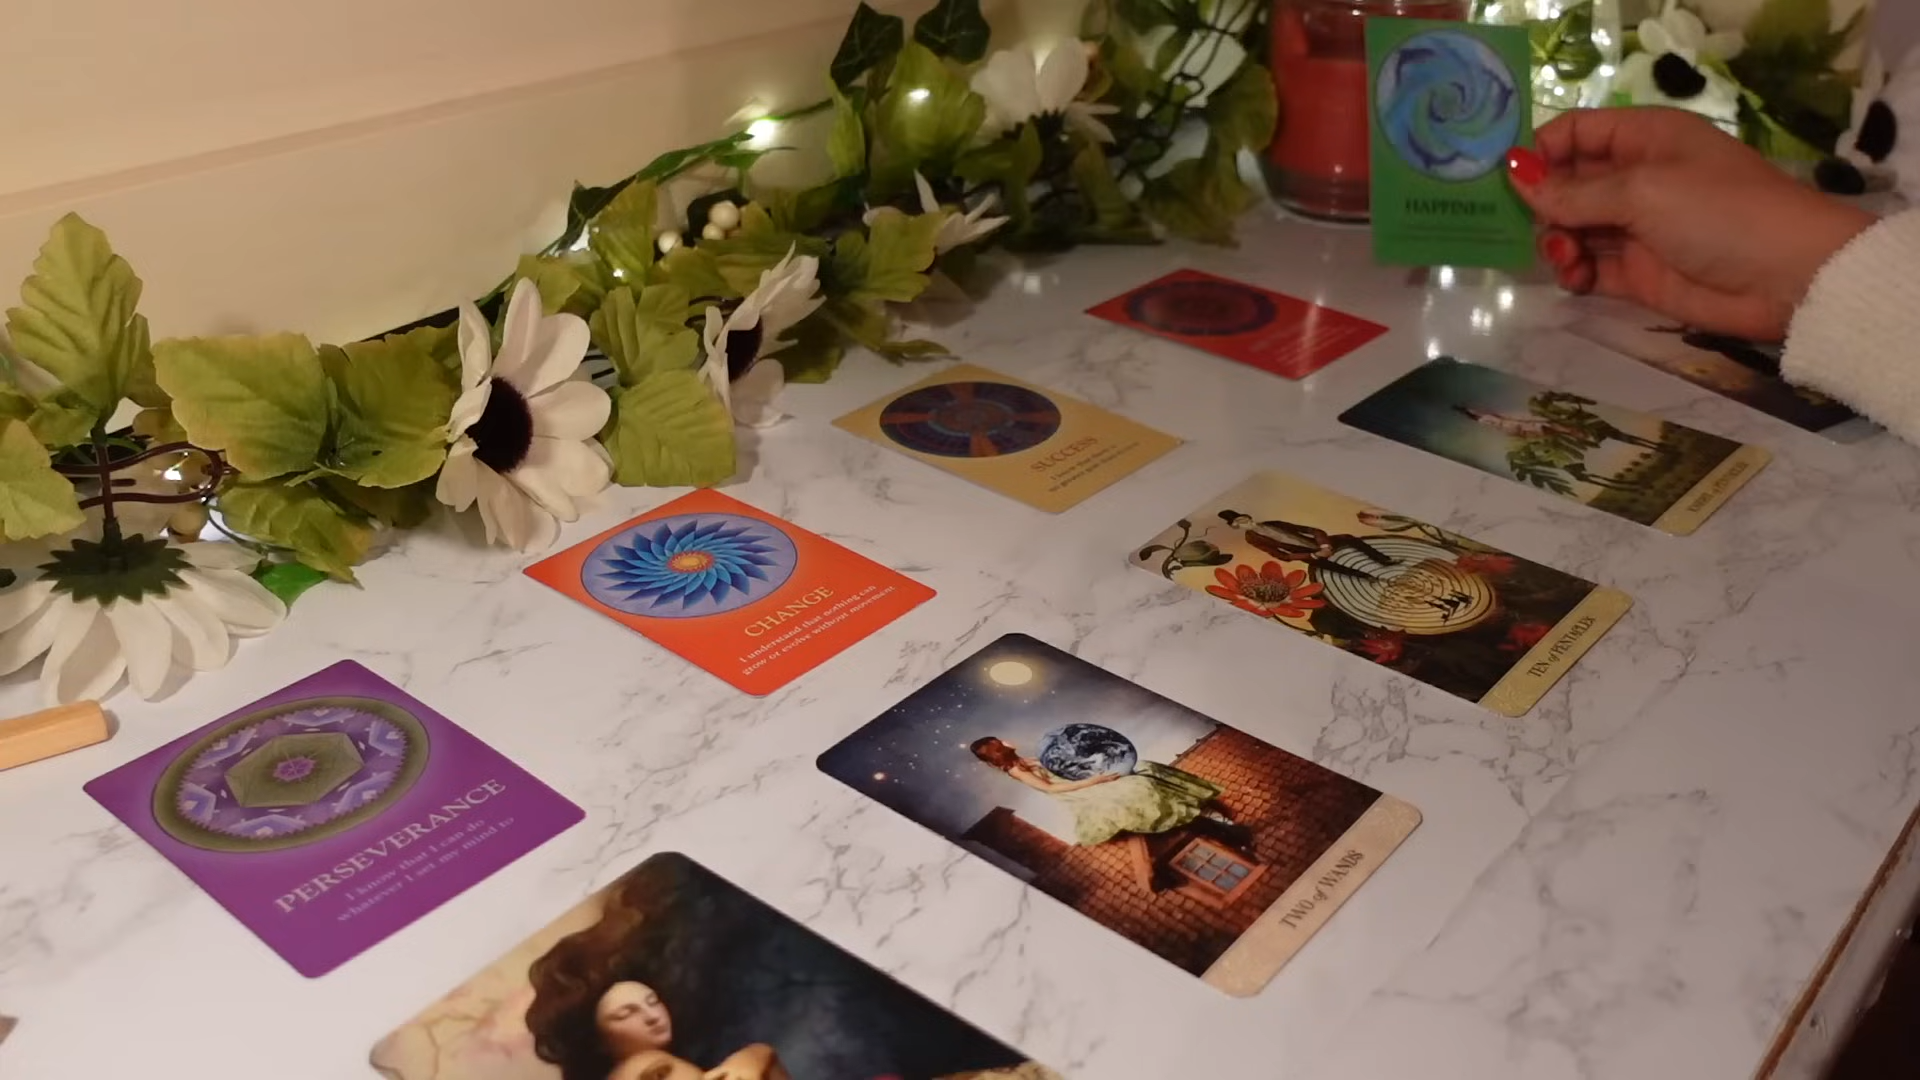 HAPPINESS
SUCCESS
CHANGE
I understand that nothing can
grow or evolve without movement
TEN of PENTACLES
PERSEVERANCE
I know that I can do
whatever I set my mind to
TWO of WANDS